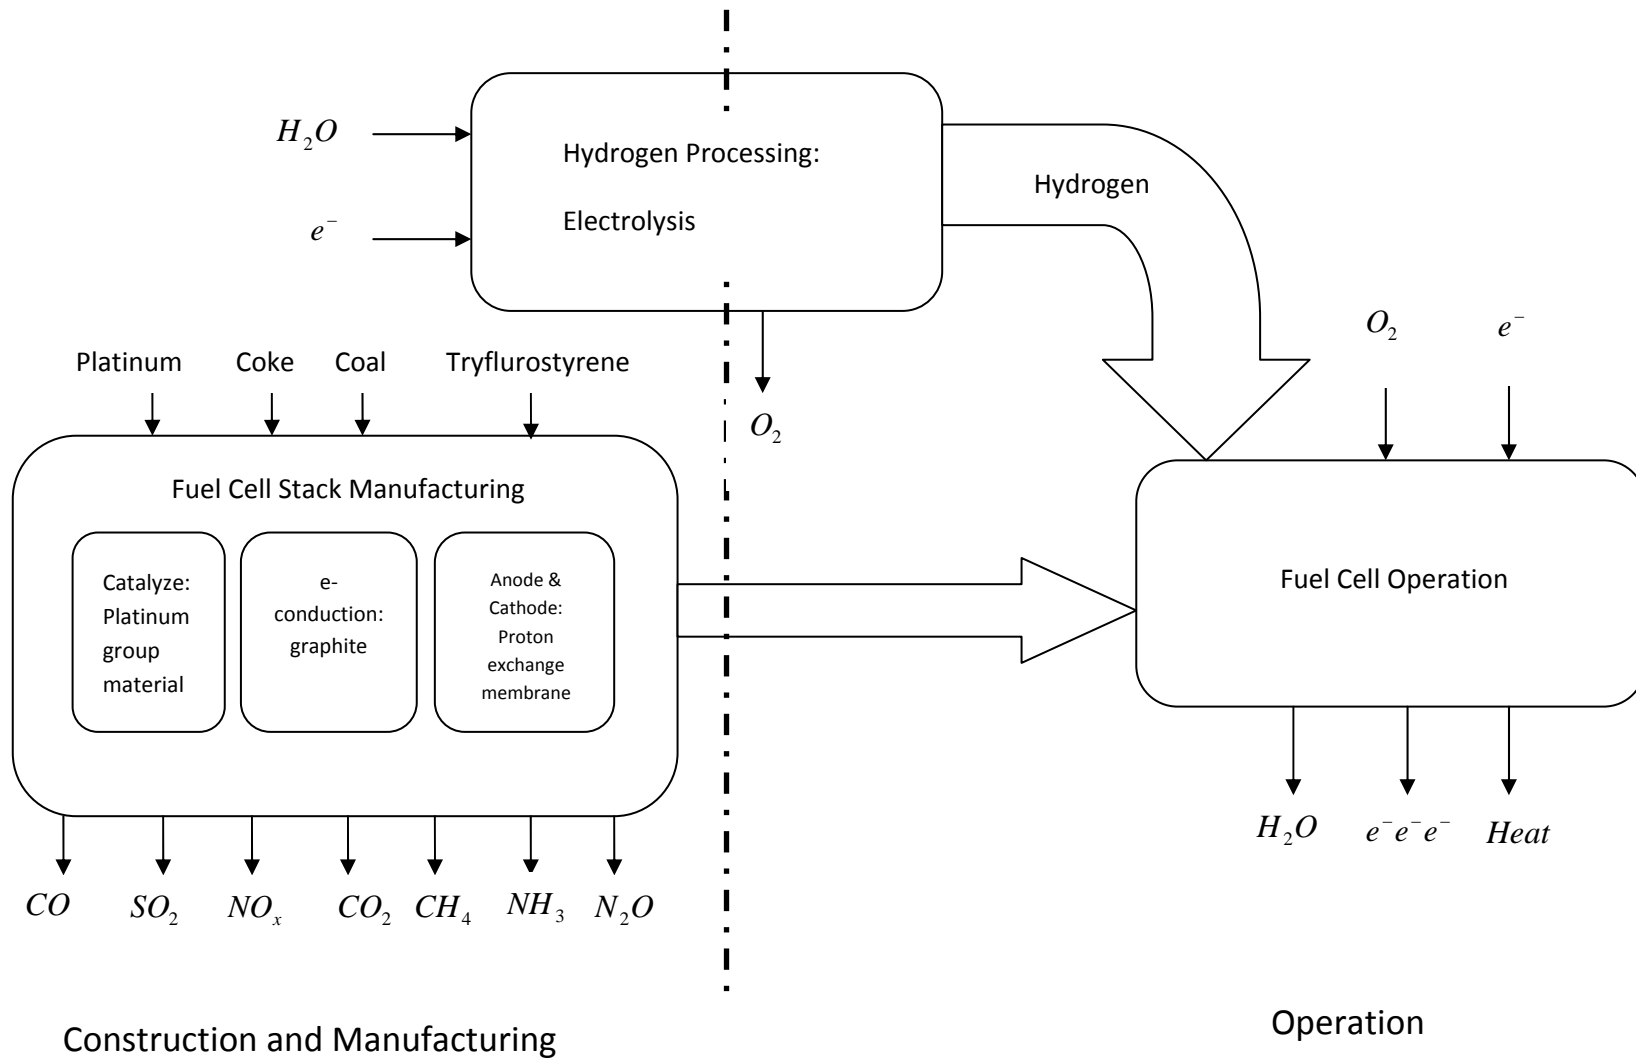 H₂O
e⁻
Hydrogen Processing:
Electrolysis
Hydrogen
O₂
O₂
e⁻
Platinum
Coke
Coal
Tryflurostyrene
Fuel Cell Stack Manufacturing
Catalyze:
Platinum
group
material
e-
conduction:
graphite
Anode &
Cathode:
Proton
exchange
membrane
Fuel Cell Operation
H₂O
e⁻e⁻e⁻
Heat
CO
SO₂
NOₓ
CO₂
CH₄
NH₃
N₂O
Construction and Manufacturing
Operation